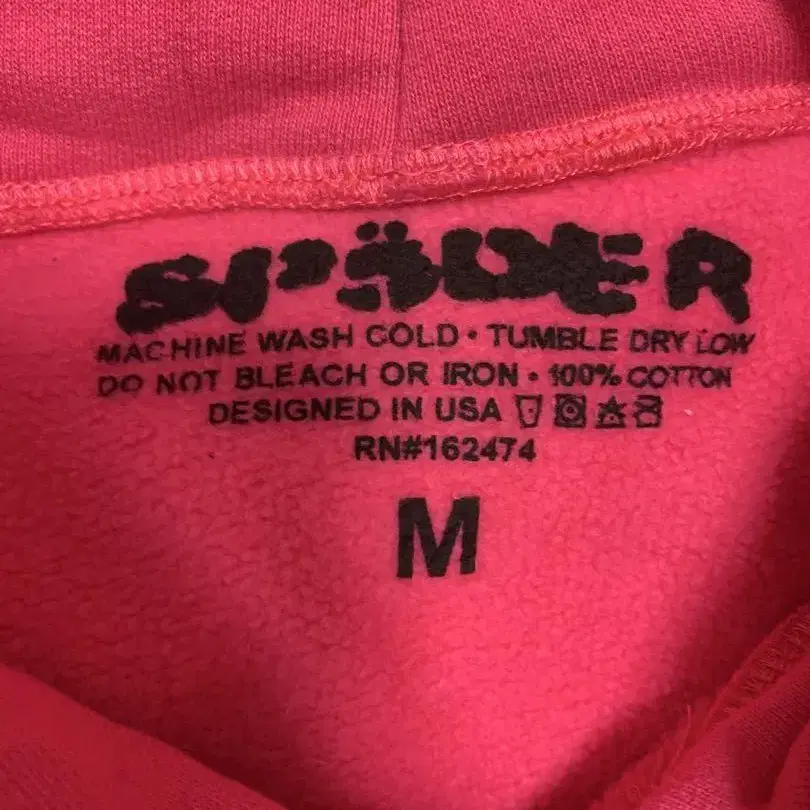 SP5DER
MACHINE WASH COLD • TUMBLE DRY LOW
DO NOT BLEACH OR IRON • 100% COTTON
DESIGNED IN USA
RN#162474
M